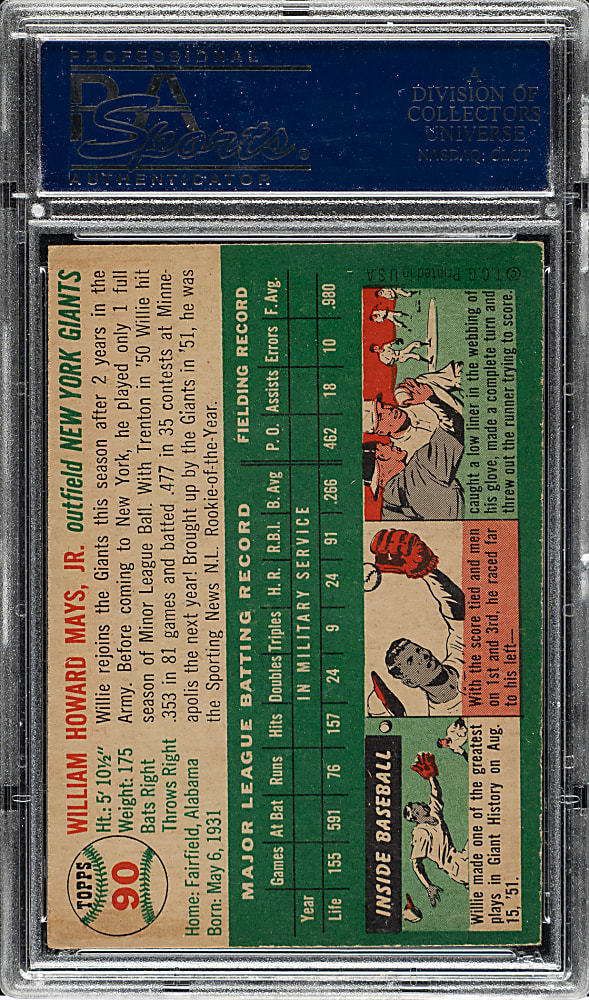 PROFESSIONAL
PSA
Sports
AUTHENTICATOR
A
DIVISION OF
COLLECTORS
UNIVERSE
NASDAQ: CLCT
TOPPS
90
WILLIAM HOWARD MAYS, JR. outfield NEW YORK GIANTS
Ht.: 5' 10½"
Weight: 175
Bats Right
Throws Right
Home: Fairfield, Alabama
Born: May 6, 1931
Willie rejoins the Giants this season after 2 years in the
Army. Before coming to New York, he played only 1 full
season of Minor League Ball. With Trenton in '50 Willie hit
.353 in 81 games and batted .477 in 35 contests at Minne-
apolis the next year! Brought up by the Giants in '51, he was
the Sporting News N.L. Rookie-of-the-Year.
MAJOR LEAGUE BATTING RECORD FIELDING RECORD
Games At Bat Runs Hits Doubles Triples H.R. R.B.I. B. Avg P.O. Assists Errors F. Avg.
Year IN MILITARY SERVICE
Life 155 591 76 157 24 9 24 91 .266 462 18 10 .980
INSIDE BASEBALL
Willie made one of the greatest
plays in Giant History on Aug.
15, '51.
With the score tied and men
on 1st and 3rd, he raced far
to his left—
caught a low liner in the webbing of
his glove, made a complete turn and
threw out the runner trying to score.
© T.C.G. Printed in U.S.A.